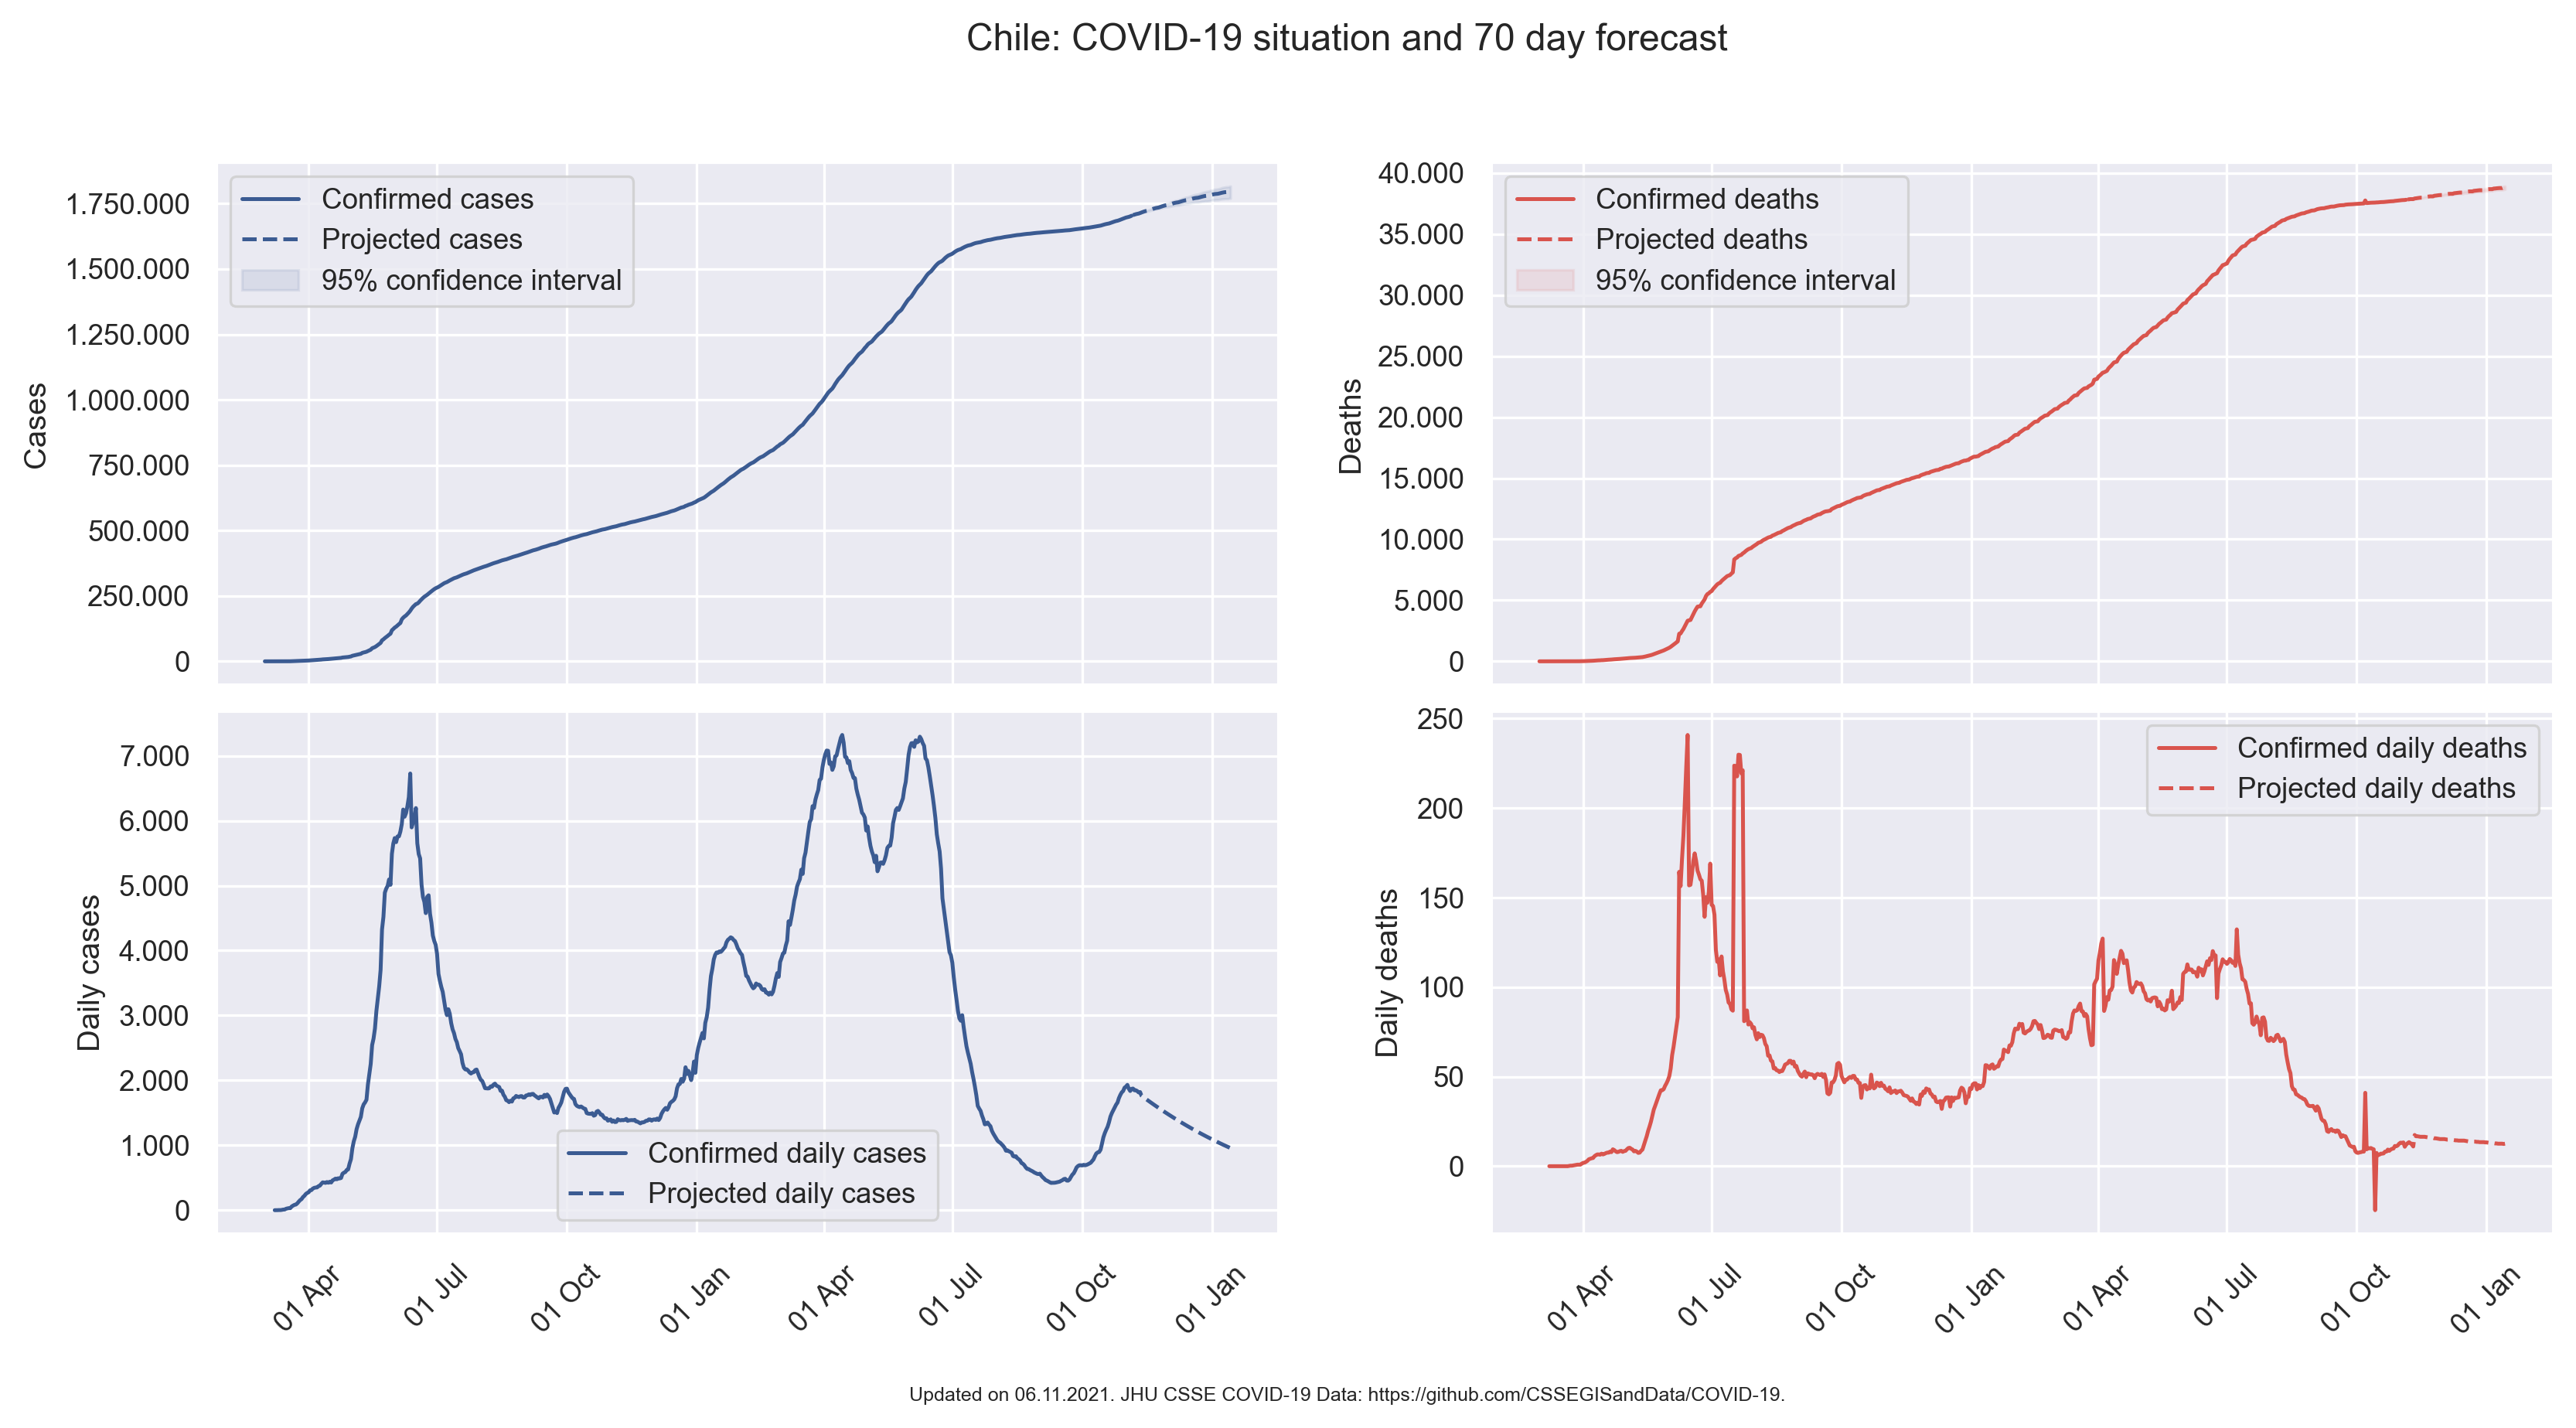 Chile: COVID-19 situation and 70 day forecast
Cases
1.750.000
1.500.000
1.250.000
1.000.000
750.000
500.000
250.000
0
Confirmed cases
Projected cases
95% confidence interval
Deaths
40.000
35.000
30.000
25.000
20.000
15.000
10.000
5.000
0
Confirmed deaths
Projected deaths
95% confidence interval
Daily cases
7.000
6.000
5.000
4.000
3.000
2.000
1.000
0
Confirmed daily cases
Projected daily cases
01 Apr
01 Jul
01 Oct
01 Jan
01 Apr
01 Jul
01 Oct
01 Jan
Daily deaths
250
200
150
100
50
0
Confirmed daily deaths
Projected daily deaths
01 Apr
01 Jul
01 Oct
01 Jan
01 Apr
01 Jul
01 Oct
01 Jan
Updated on 06.11.2021. JHU CSSE COVID-19 Data: https://github.com/CSSEGISandData/COVID-19.